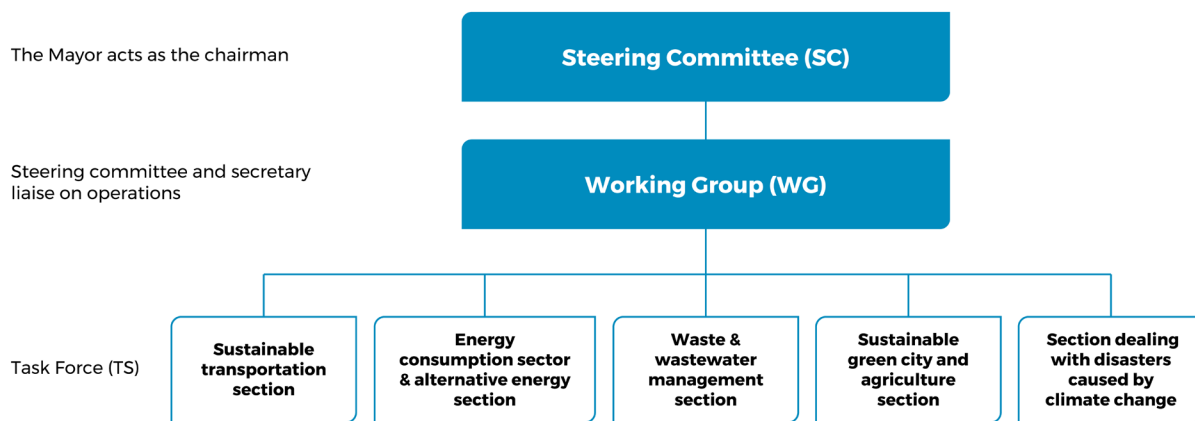 The Mayor acts as the chairman
Steering Committee (SC)
Steering committee and secretary
liaise on operations
Working Group (WG)
Task Force (TS)
Sustainable
transportation
section
Energy
consumption sector
& alternative energy
section
Waste &
wastewater
management
section
Sustainable
green city and
agriculture
section
Section dealing
with disasters
caused by
climate change